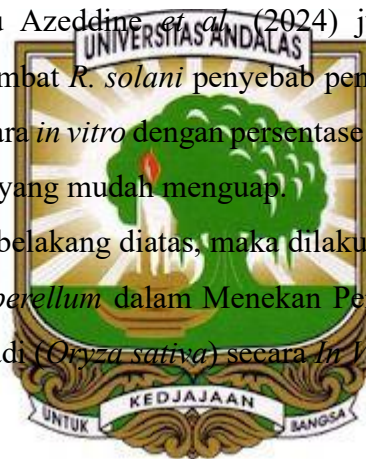 u Azeddine et al. (2024) j
UNIVERSITAS ANDALAS
mbat R. solani penyebab pen
ara in vitro dengan persentase
yang mudah menguap.
belakang diatas, maka dilaku
perellum dalam Menekan Pe
adi (Oryza sativa) secara In V
KEDJAJAAN
UNTUK
BANGSA